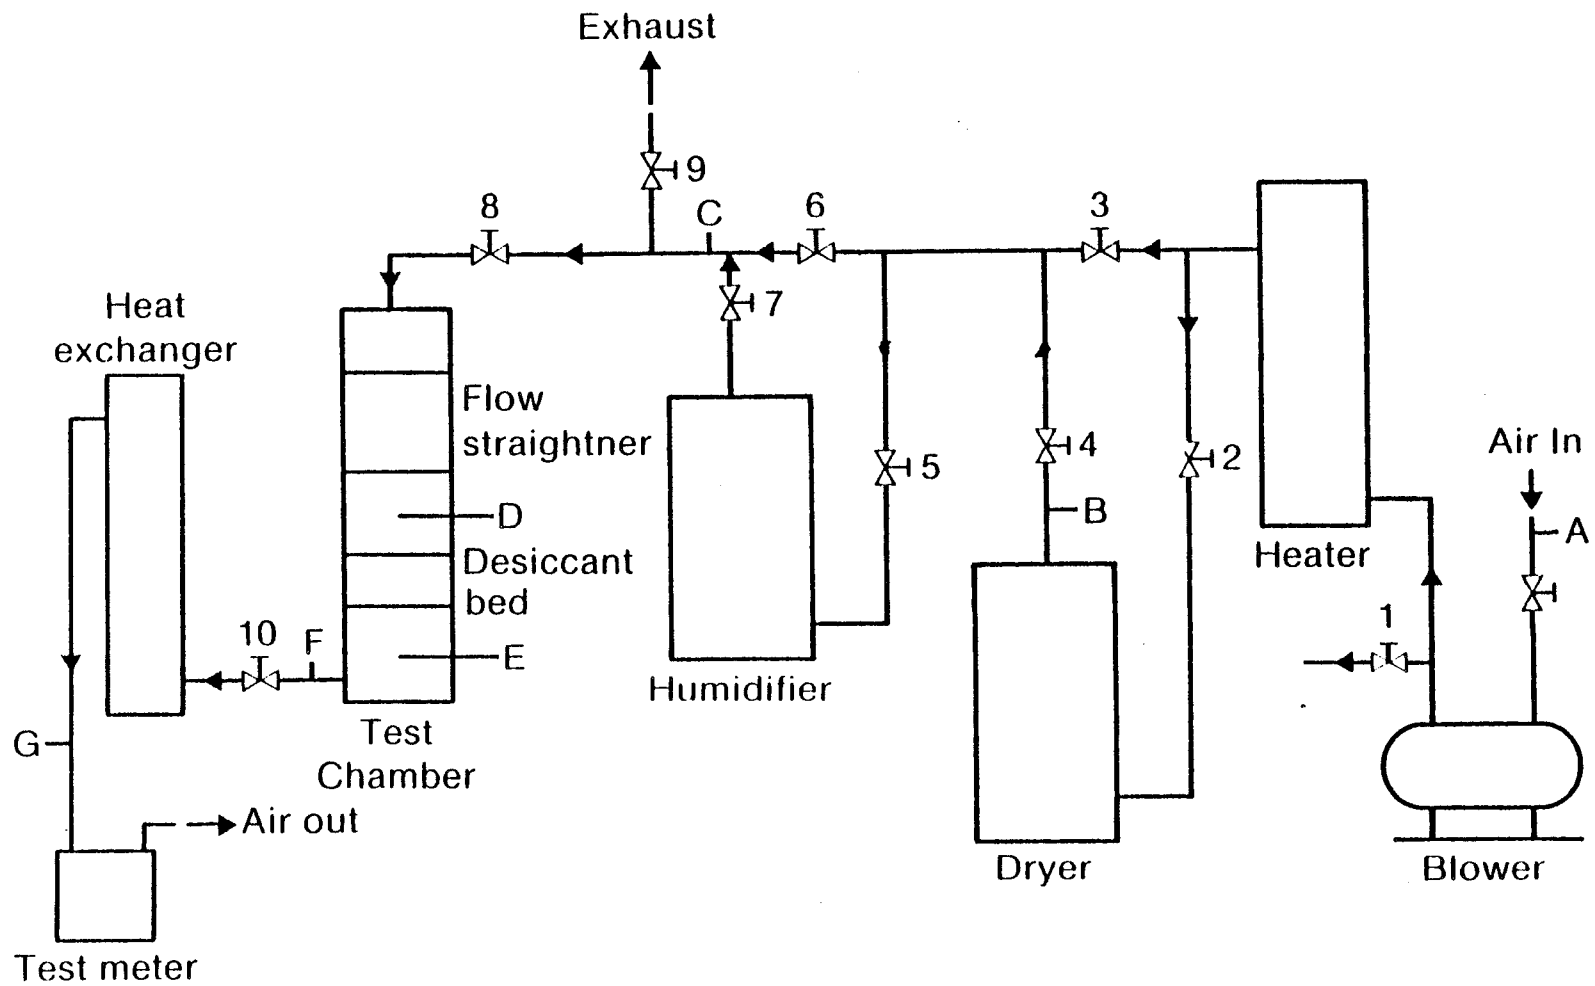 Exhaust
9
8
C
6
3
7
Heat
exchanger
Flow
straightner
5
4
2
Air In
D
B
A
Desiccant
bed
Heater
10
F
E
1
Humidifier
G
Test
Chamber
Air out
Dryer
Blower
Test meter